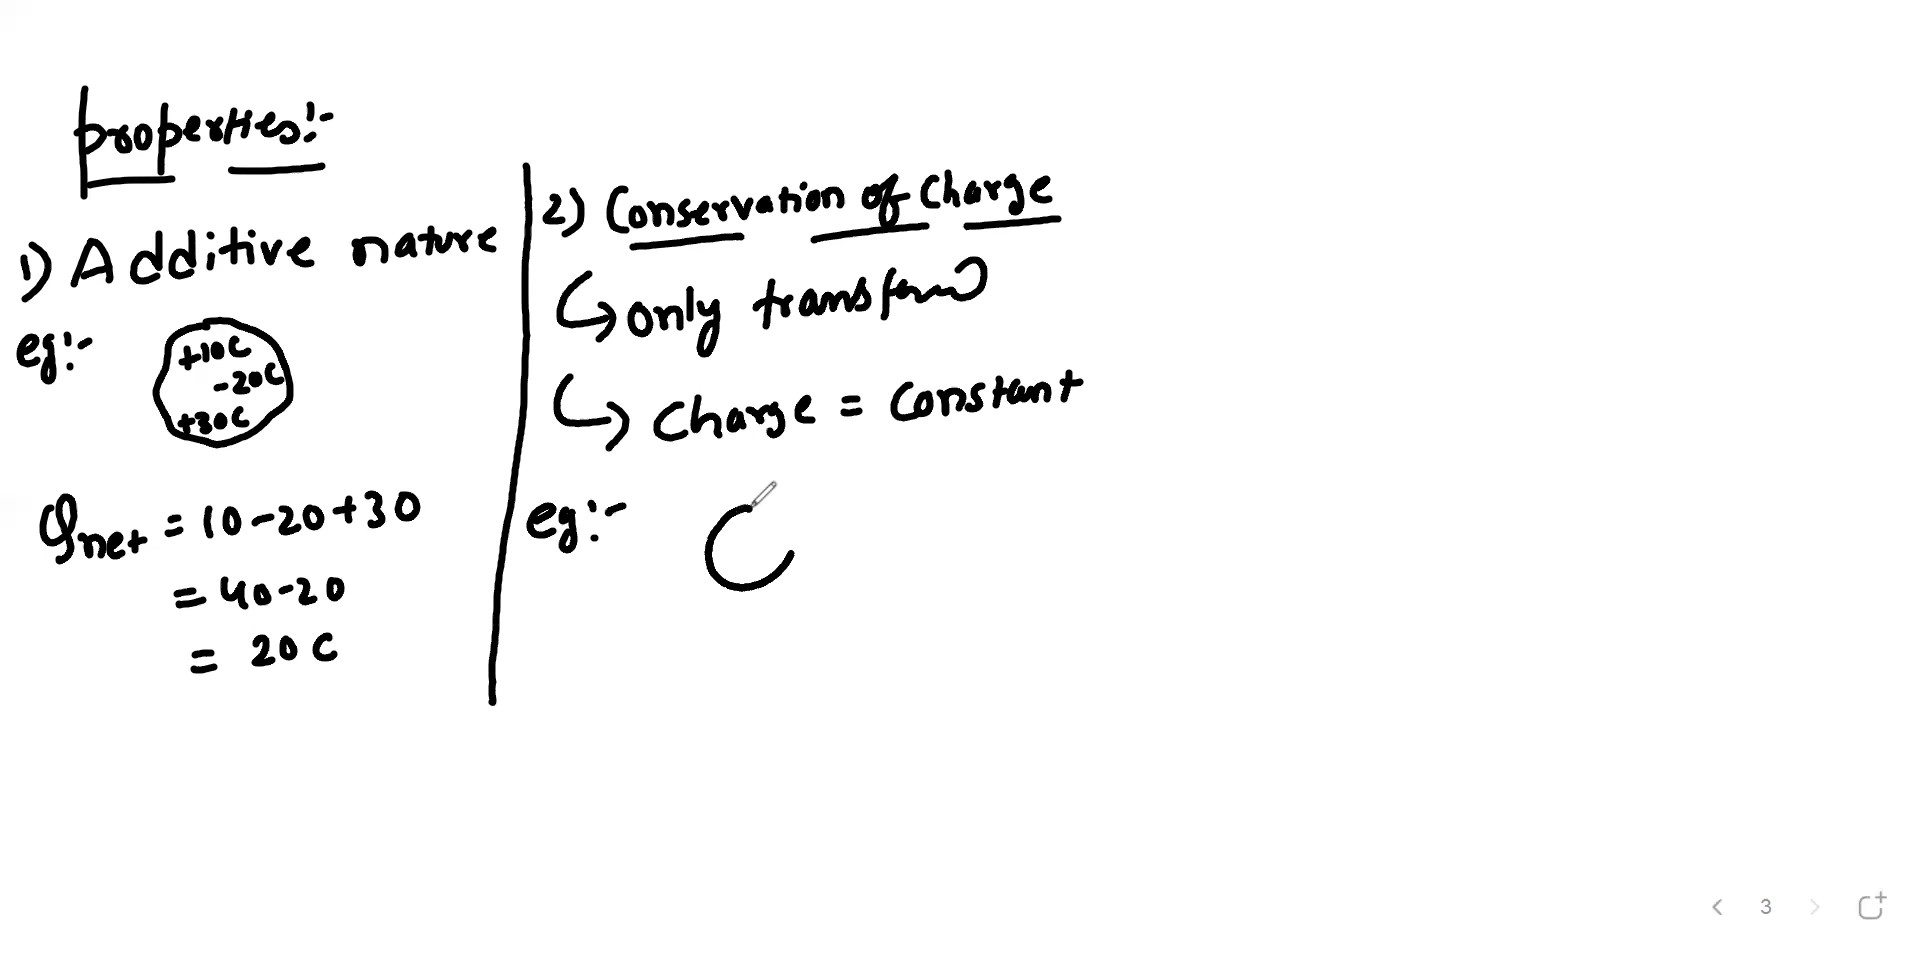 properties:-
1) Additive nature
eg:-
+10C
-20C
+30C
Qnet = 10-20+30
= 40-20
= 20 C
2) Conservation of Charge
↳ only transfer
↳ Charge = Constant
eg:-
3